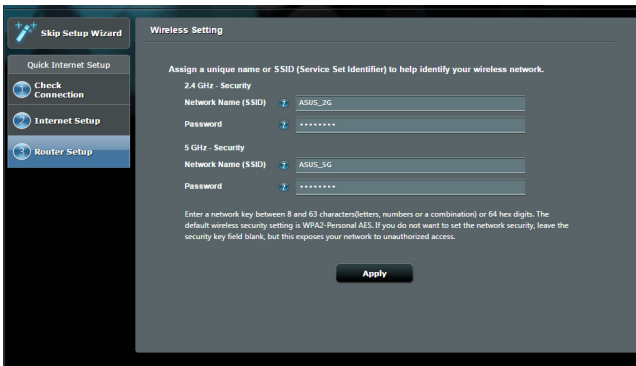 Skip Setup Wizard
Quick Internet Setup
1 Check
Connection
2 Internet Setup
3 Router Setup
Wireless Setting
Assign a unique name or SSID (Service Set Identifier) to help identify your wireless network.
2.4 GHz - Security
Network Name (SSID) ? ASUS_2G
Password ? ••••••••
5 GHz - Security
Network Name (SSID) ? ASUS_5G
Password ? ••••••••
Enter a network key between 8 and 63 characters(letters, numbers or a combination) or 64 hex digits. The
default wireless security setting is WPA2-Personal AES. If you do not want to set the network security, leave the
security key field blank, but this exposes your network to unauthorized access.
Apply